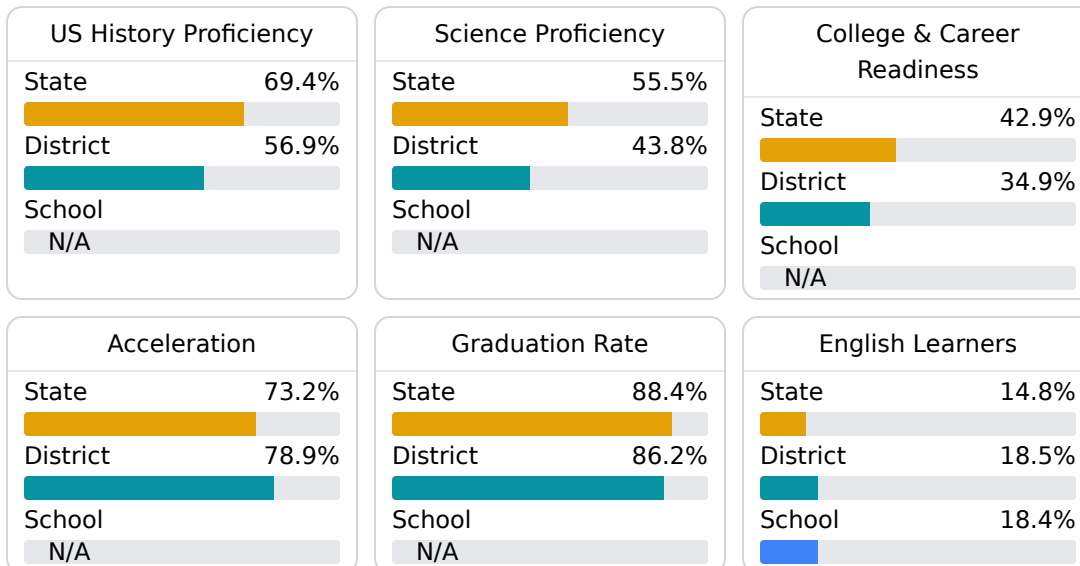 US History Proficiency
State 69.4%
District 56.9%
School
N/A
Science Proficiency
State 55.5%
District 43.8%
School
N/A
College & Career
Readiness
State 42.9%
District 34.9%
School
N/A
Acceleration
State 73.2%
District 78.9%
School
N/A
Graduation Rate
State 88.4%
District 86.2%
School
N/A
English Learners
State 14.8%
District 18.5%
School 18.4%